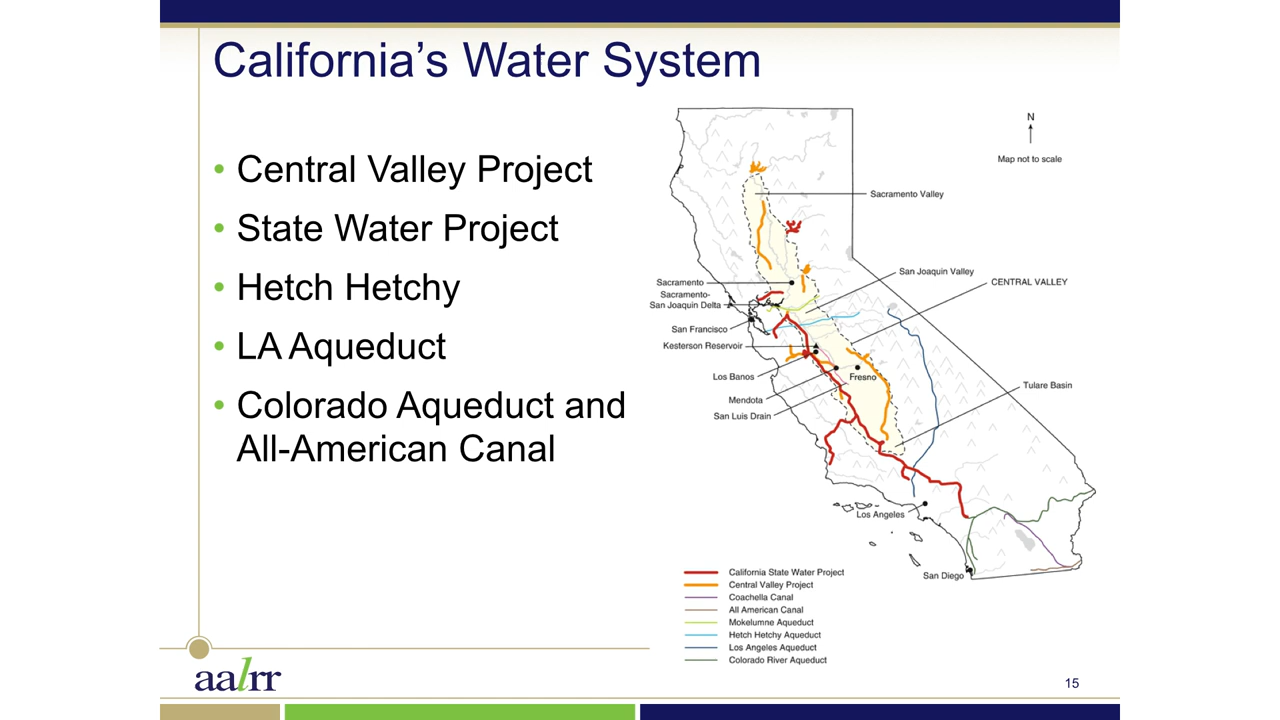 California’s Water System
• Central Valley Project
• State Water Project
• Hetch Hetchy
• LA Aqueduct
• Colorado Aqueduct and
All-American Canal
N
Map not to scale
Sacramento Valley
San Joaquin Valley
CENTRAL VALLEY
Sacramento
Sacramento-
San Joaquin Delta
San Francisco
Kesterson Reservoir
Los Banos
Fresno
Mendota
San Luis Drain
Tulare Basin
Los Angeles
San Diego
California State Water Project
Central Valley Project
Coachella Canal
All American Canal
Mokelumne Aqueduct
Hetch Hetchy Aqueduct
Los Angeles Aqueduct
Colorado River Aqueduct
aalrr
15